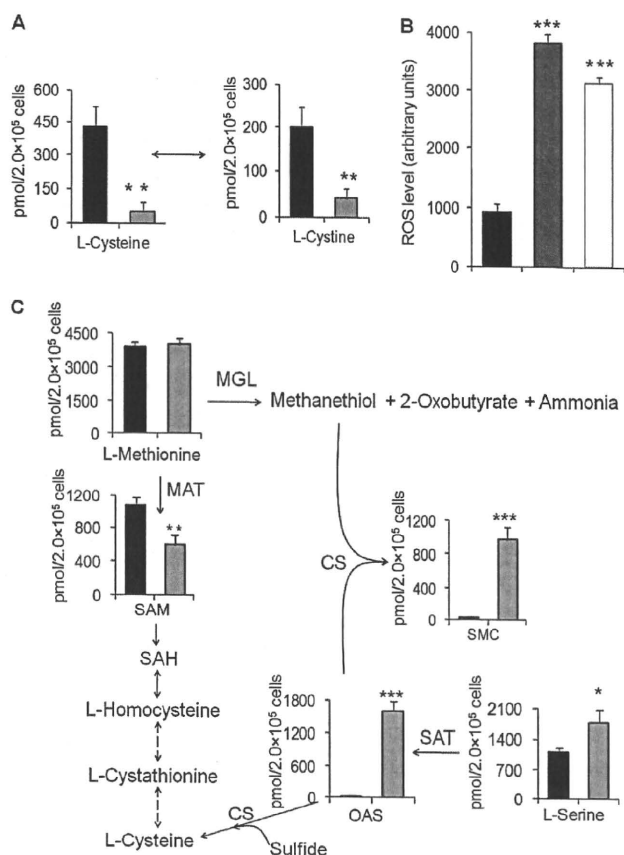 A
pmol/2.0×10⁵ cells
600
450
300
150
0
* *
L-Cysteine
pmol/2.0×10⁵ cells
300
200
100
0
**
L-Cystine
B
ROS level (arbitrary units)
4000
3000
2000
1000
0
***
***
C
pmol/2.0×10⁵ cells
4500
3000
1500
0
L-Methionine
MGL
Methanethiol + 2-Oxobutyrate + Ammonia
MAT
pmol/2.0×10⁵ cells
1200
800
400
0
**
SAM
CS
pmol/2.0×10⁵ cells
1200
800
400
0
***
SMC
SAH
L-Homocysteine
L-Cystathionine
L-Cysteine
pmol/2.0×10⁵ cells
1800
1200
600
0
***
OAS
SAT
pmol/2.0×10⁵ cells
2100
1400
700
0
*
L-Serine
CS
Sulfide